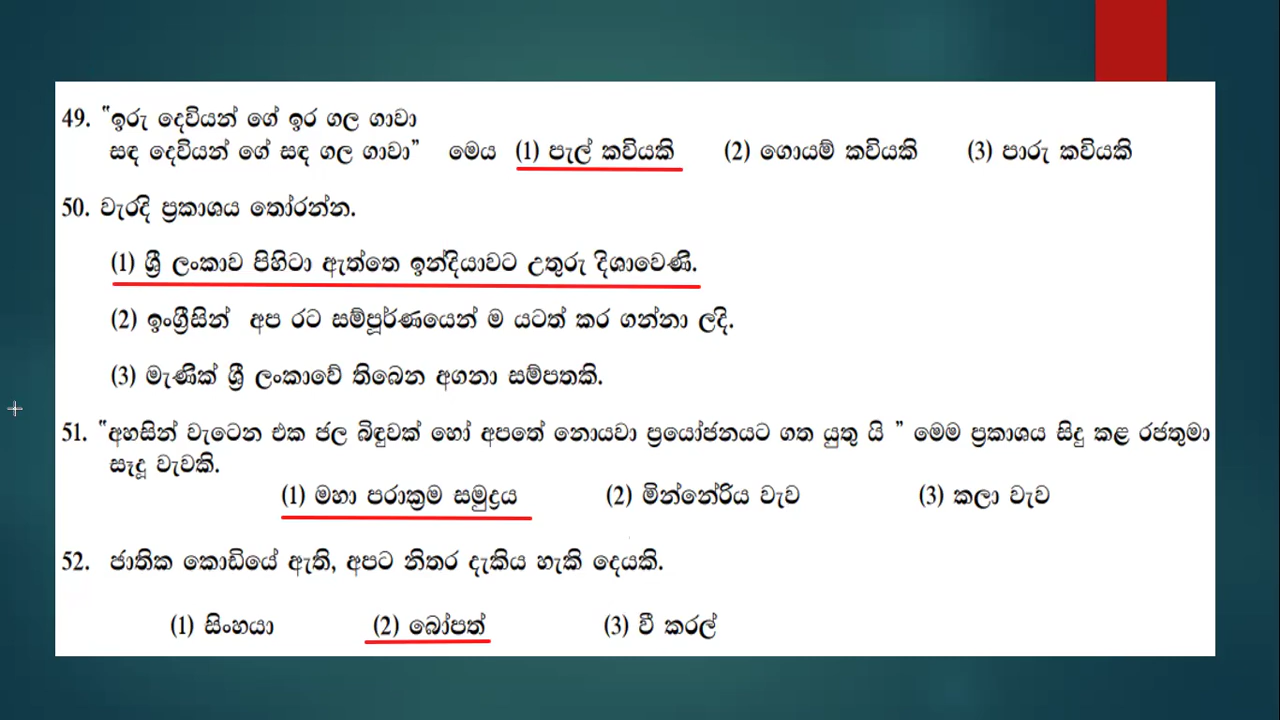 49. "ඉරු දෙවියන් ගේ ඉර ගල ගාවා
සඳ දෙවියන් ගේ සඳ ගල ගාවා" මෙය (1) පැල් කවියකි (2) ගොයම් කවියකි (3) පාරු කවියකි
50. වැරදි ප්‍රකාශය තෝරන්න.
(1) ශ්‍රී ලංකාව පිහිටා ඇත්තෙ ඉන්දියාවට උතුරු දිශාවෙණි.
(2) ඉංග්‍රීසින් අප රට සම්පූර්ණයෙන් ම යටත් කර ගන්නා ලදි.
(3) මැණික් ශ්‍රී ලංකාවේ තිබෙන අගනා සම්පතකි.
51. "අහසින් වැටෙන එක ජල බිඳුවක් හෝ අපතේ නොයවා ප්‍රයෝජනයට ගත යුතු යි " මෙම ප්‍රකාශය සිදු කළ රජතුමා
සෑදූ වැවකි.
(1) මහා පරාක්‍රම සමුද්‍රය (2) මින්නේරිය වැව (3) කලා වැව
52. ජාතික කොඩියේ ඇති, අපට නිතර දැකිය හැකි දෙයකි.
(1) සිංහයා (2) බෝපත් (3) වී කරල්